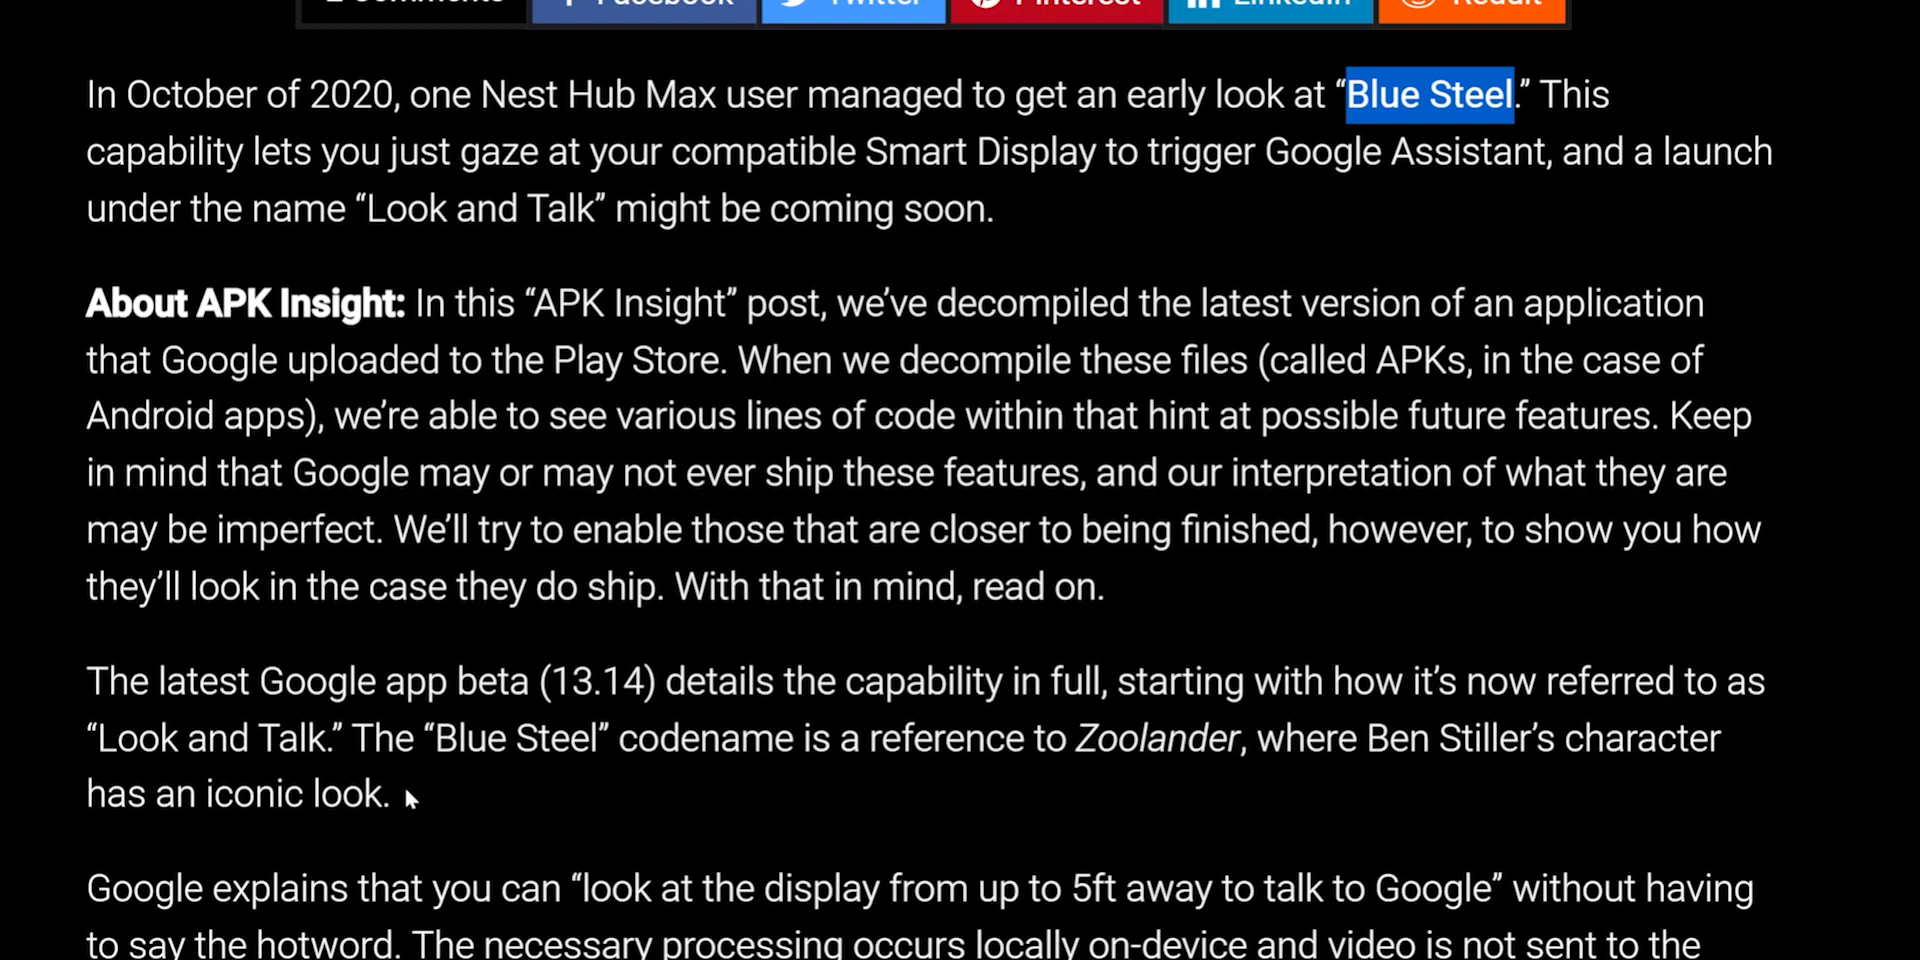 2 Comments Facebook Twitter Pinterest LinkedIn Reddit
In October of 2020, one Nest Hub Max user managed to get an early look at “Blue Steel.” This
capability lets you just gaze at your compatible Smart Display to trigger Google Assistant, and a launch
under the name “Look and Talk” might be coming soon.
About APK Insight: In this “APK Insight” post, we’ve decompiled the latest version of an application
that Google uploaded to the Play Store. When we decompile these files (called APKs, in the case of
Android apps), we’re able to see various lines of code within that hint at possible future features. Keep
in mind that Google may or may not ever ship these features, and our interpretation of what they are
may be imperfect. We’ll try to enable those that are closer to being finished, however, to show you how
they’ll look in the case they do ship. With that in mind, read on.
The latest Google app beta (13.14) details the capability in full, starting with how it’s now referred to as
“Look and Talk.” The “Blue Steel” codename is a reference to Zoolander, where Ben Stiller’s character
has an iconic look.
Google explains that you can “look at the display from up to 5ft away to talk to Google” without having
to say the hotword. The necessary processing occurs locally on-device and video is not sent to the